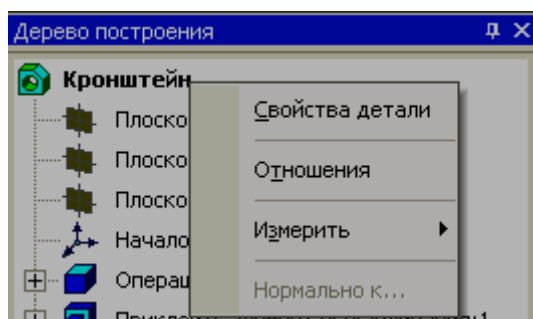 Дерево построения
Кронштейн
Плоско
Свойства детали
Плоско
Отношения
Плоско
Начало
Измерить
Операц
Нормально к...